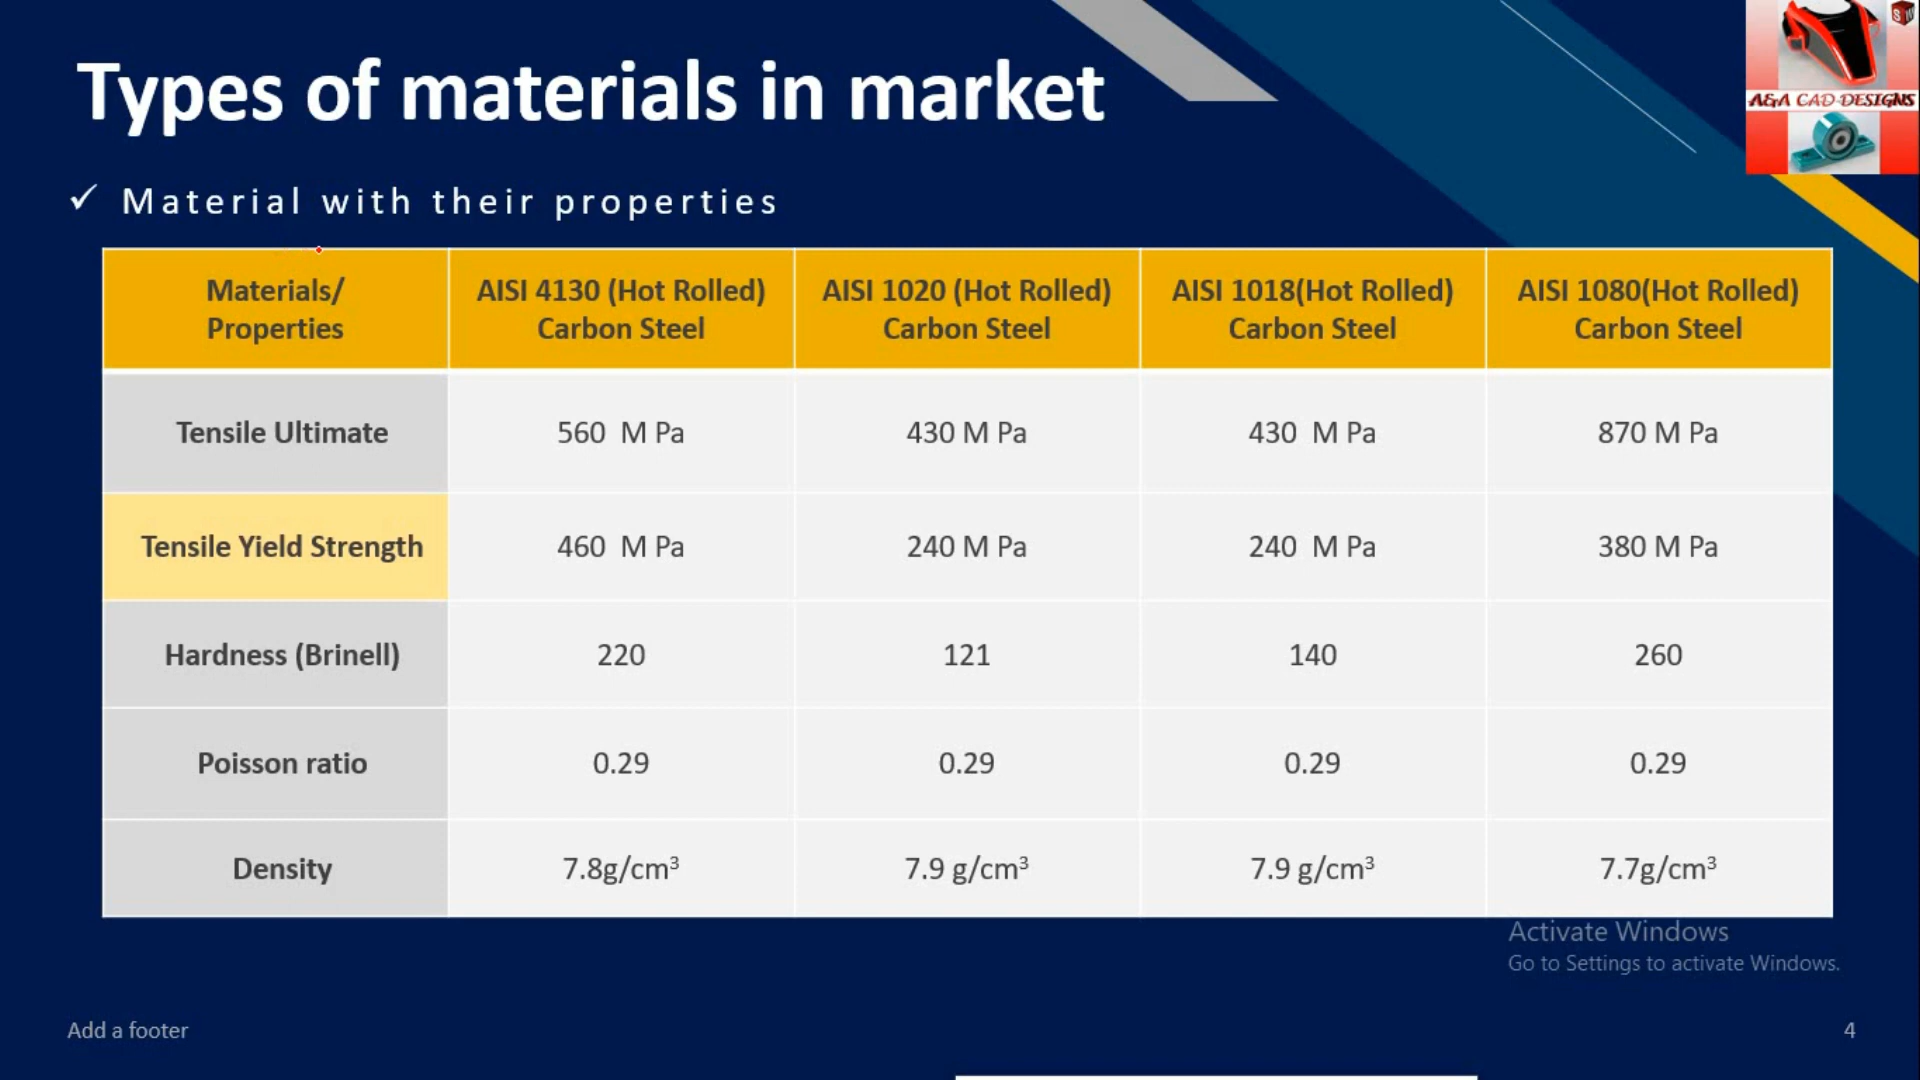 Types of materials in market
A&A CAD DESIGNS
SW
✓ Material with their properties
Materials/
Properties
AISI 4130 (Hot Rolled)
Carbon Steel
AISI 1020 (Hot Rolled)
Carbon Steel
AISI 1018(Hot Rolled)
Carbon Steel
AISI 1080(Hot Rolled)
Carbon Steel
Tensile Ultimate 560 M Pa 430 M Pa 430 M Pa 870 M Pa
Tensile Yield Strength 460 M Pa 240 M Pa 240 M Pa 380 M Pa
Hardness (Brinell) 220 121 140 260
Poisson ratio 0.29 0.29 0.29 0.29
Density 7.8g/cm³ 7.9 g/cm³ 7.9 g/cm³ 7.7g/cm³
Activate Windows
Go to Settings to activate Windows.
Add a footer 4